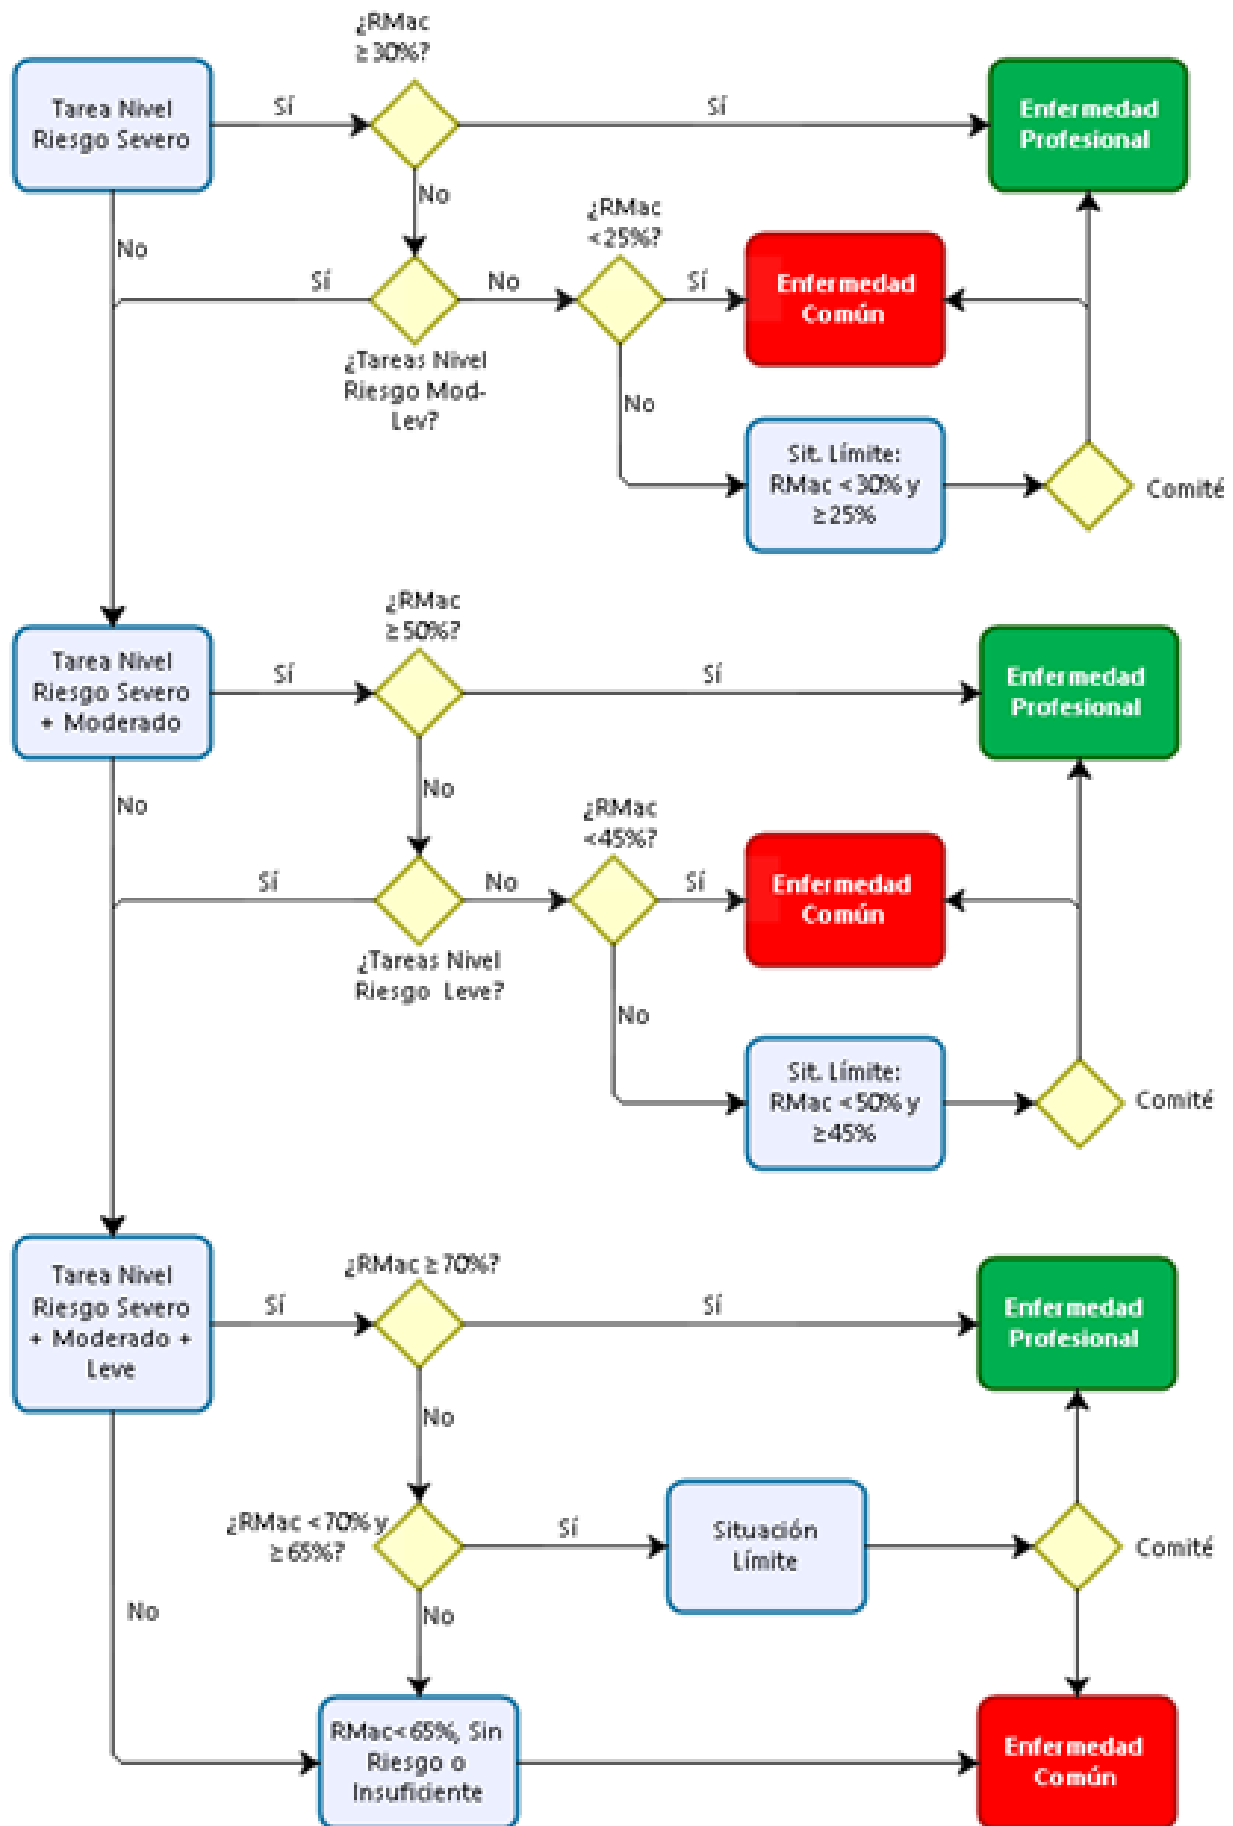 ¿RMac
≥30%?
Tarea Nivel
Riesgo Severo
Sí
Sí
Enfermedad
Profesional
No
No
¿RMac
<25%?
Sí
No
Sí
Enfermedad
Común
¿Tareas Nivel
Riesgo Mod-
Lev?
No
Sit. Límite:
RMac <30% y
≥25%
Comité
¿RMac
≥50%?
Tarea Nivel
Riesgo Severo
+ Moderado
Sí
Sí
Enfermedad
Profesional
No
No
¿RMac
<45%?
Sí
No
Sí
Enfermedad
Común
¿Tareas Nivel
Riesgo Leve?
No
Sit. Límite:
RMac <50% y
≥45%
Comité
¿RMac ≥70%?
Tarea Nivel
Riesgo Severo
+ Moderado +
Leve
Sí
Sí
Enfermedad
Profesional
No
¿RMac <70% y
≥65%?
Sí
Situación
Límite
Comité
No
No
RMac<65%, Sin
Riesgo o
Insuficiente
Enfermedad
Común